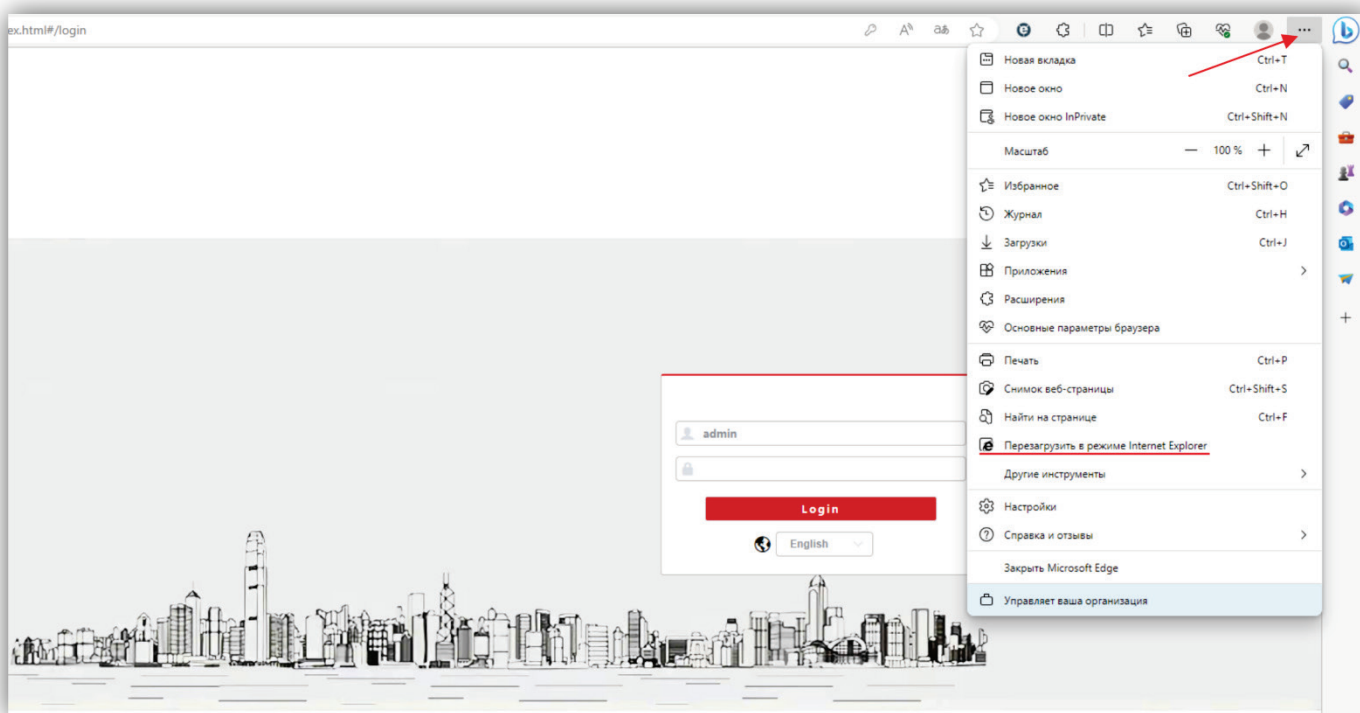 ex.html#/login
Новая вкладка Ctrl+T
Новое окно Ctrl+N
Новое окно InPrivate Ctrl+Shift+N
Масштаб — 100 % +
Избранное Ctrl+Shift+O
Журнал Ctrl+H
Загрузки Ctrl+J
Приложения
Расширения
Основные параметры браузера
Печать Ctrl+P
Снимок веб-страницы Ctrl+Shift+S
Найти на странице Ctrl+F
Перезагрузить в режиме Internet Explorer
Другие инструменты
Настройки
Справка и отзывы
Закрыть Microsoft Edge
Управляет ваша организация
admin
Login
English